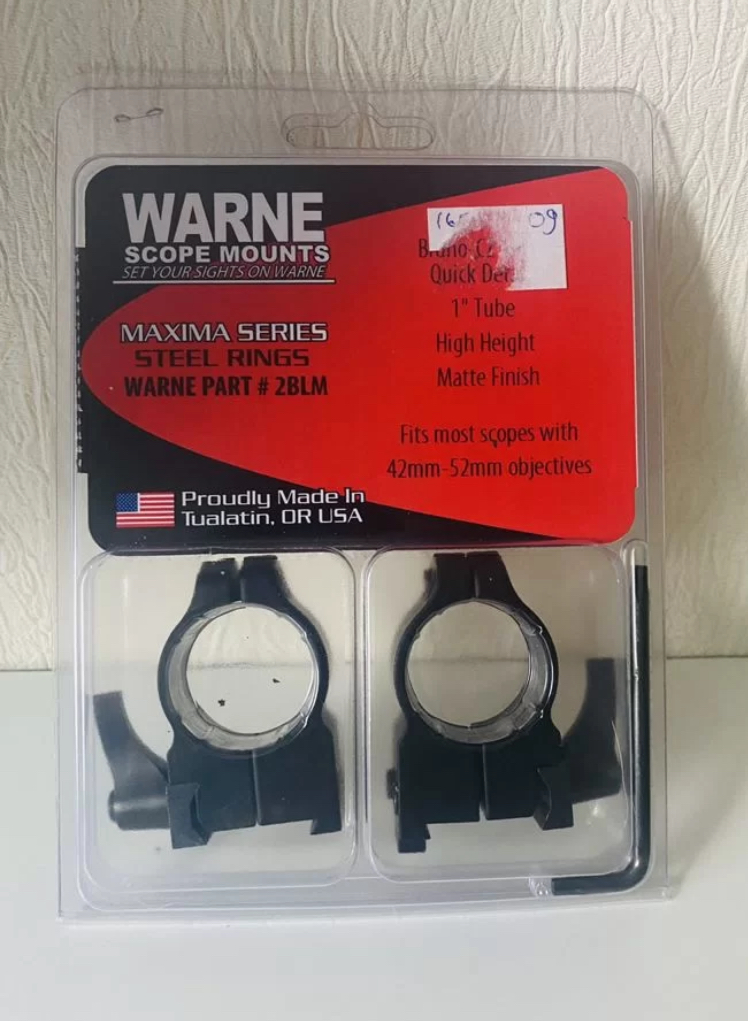 WARNE
SCOPE MOUNTS
SET YOUR SIGHTS ON WARNE
MAXIMA SERIES
STEEL RINGS
WARNE PART # 2BLM
09
Quick
1" Tube
High Height
Matte Finish
Fits most scopes with
42mm-52mm objectives
Proudly Made In
Tualatin, OR USA